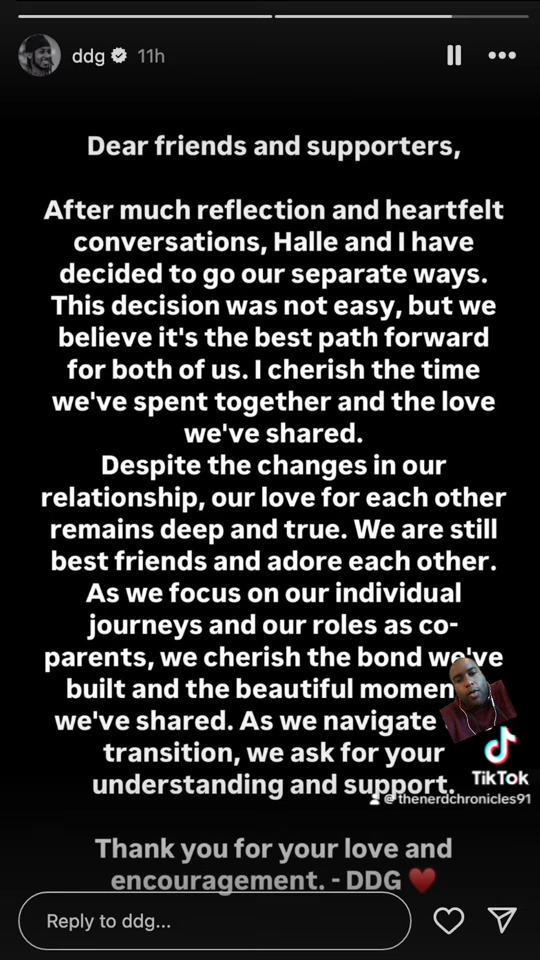 ddg 11h
Dear friends and supporters,
After much reflection and heartfelt
conversations, Halle and I have
decided to go our separate ways.
This decision was not easy, but we
believe it's the best path forward
for both of us. I cherish the time
we've spent together and the love
we've shared.
Despite the changes in our
relationship, our love for each other
remains deep and true. We are still
best friends and adore each other.
As we focus on our individual
journeys and our roles as co-
parents, we cherish the bond we've
built and the beautiful
we've shared. As we navigate
transition, we ask for your
understanding and support.
TikTok
@thenerdchronicles91
Thank you for your love and
encouragement. - DDG ♥️
Reply to ddg...